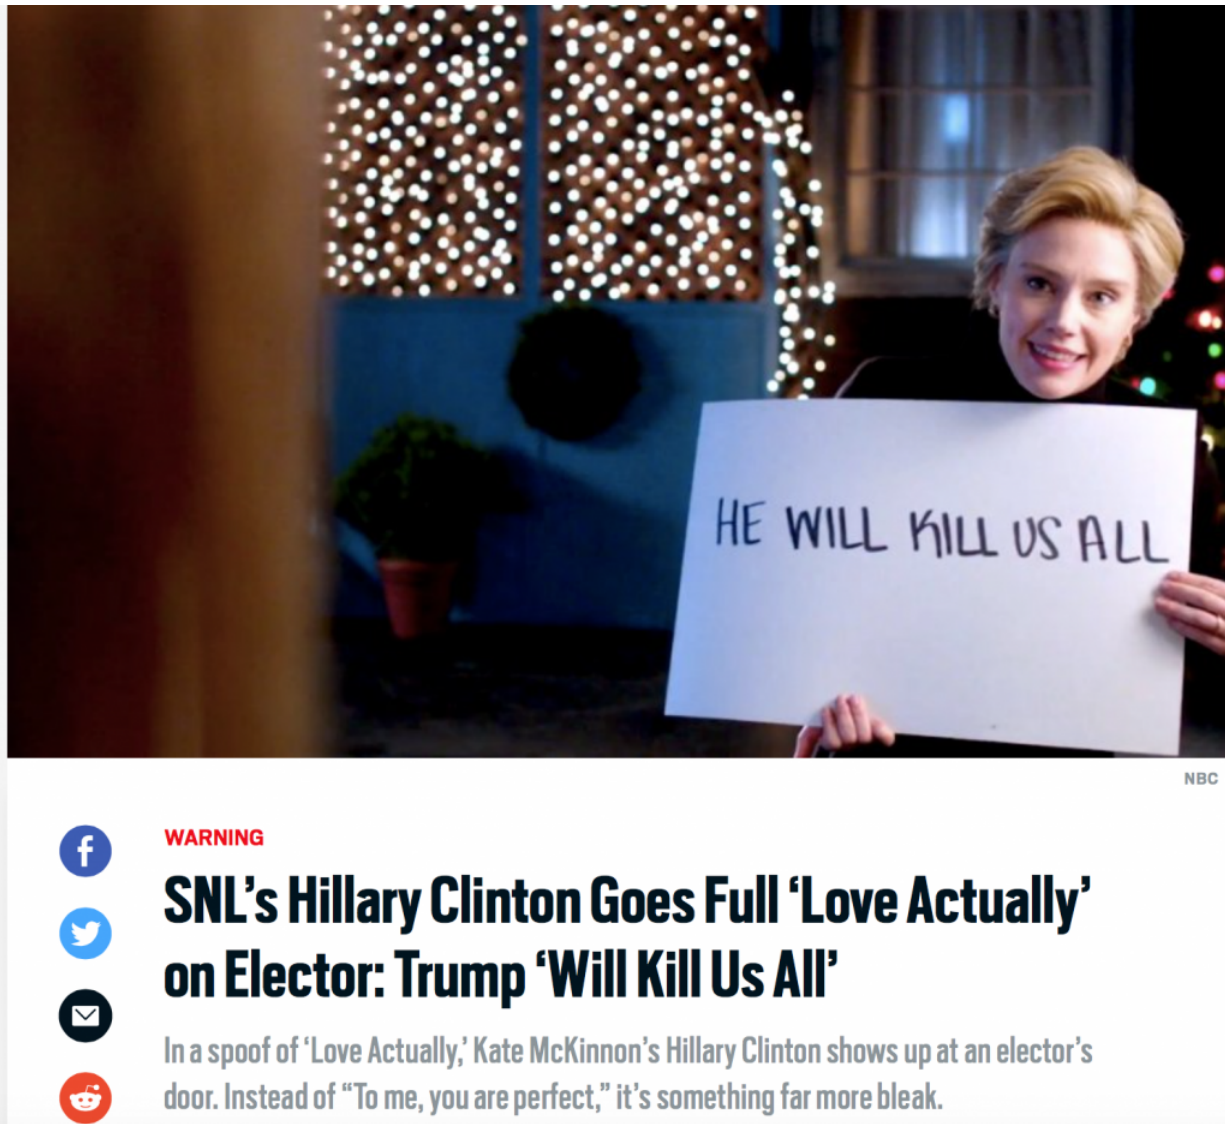 HE WILL KILL US ALL
NBC
WARNING
SNL’s Hillary Clinton Goes Full ‘Love Actually’
on Elector: Trump ‘Will Kill Us All’
In a spoof of ‘Love Actually,’ Kate McKinnon’s Hillary Clinton shows up at an elector’s
door. Instead of “To me, you are perfect,” it’s something far more bleak.